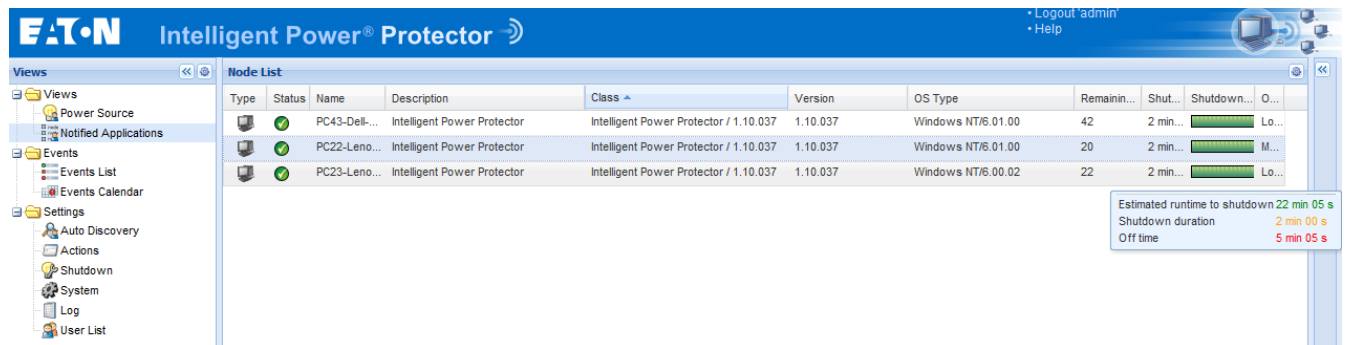 • Logout 'admin'
• Help
EATON Intelligent Power® Protector
Views
Views
Power Source
Notified Applications
Events
Events List
Events Calendar
Settings
Auto Discovery
Actions
Shutdown
System
Log
User List
Node List
Type Status Name Description Class Version OS Type Remainin... Shut... Shutdown... O...
PC43-Dell-... Intelligent Power Protector Intelligent Power Protector / 1.10.037 1.10.037 Windows NT/6.01.00 42 2 min... Lo...
PC22-Leno... Intelligent Power Protector Intelligent Power Protector / 1.10.037 1.10.037 Windows NT/6.01.00 20 2 min... M...
PC23-Leno... Intelligent Power Protector Intelligent Power Protector / 1.10.037 1.10.037 Windows NT/6.00.02 22 2 min... Lo...
Estimated runtime to shutdown 22 min 05 s
Shutdown duration 2 min 00 s
Off time 5 min 05 s